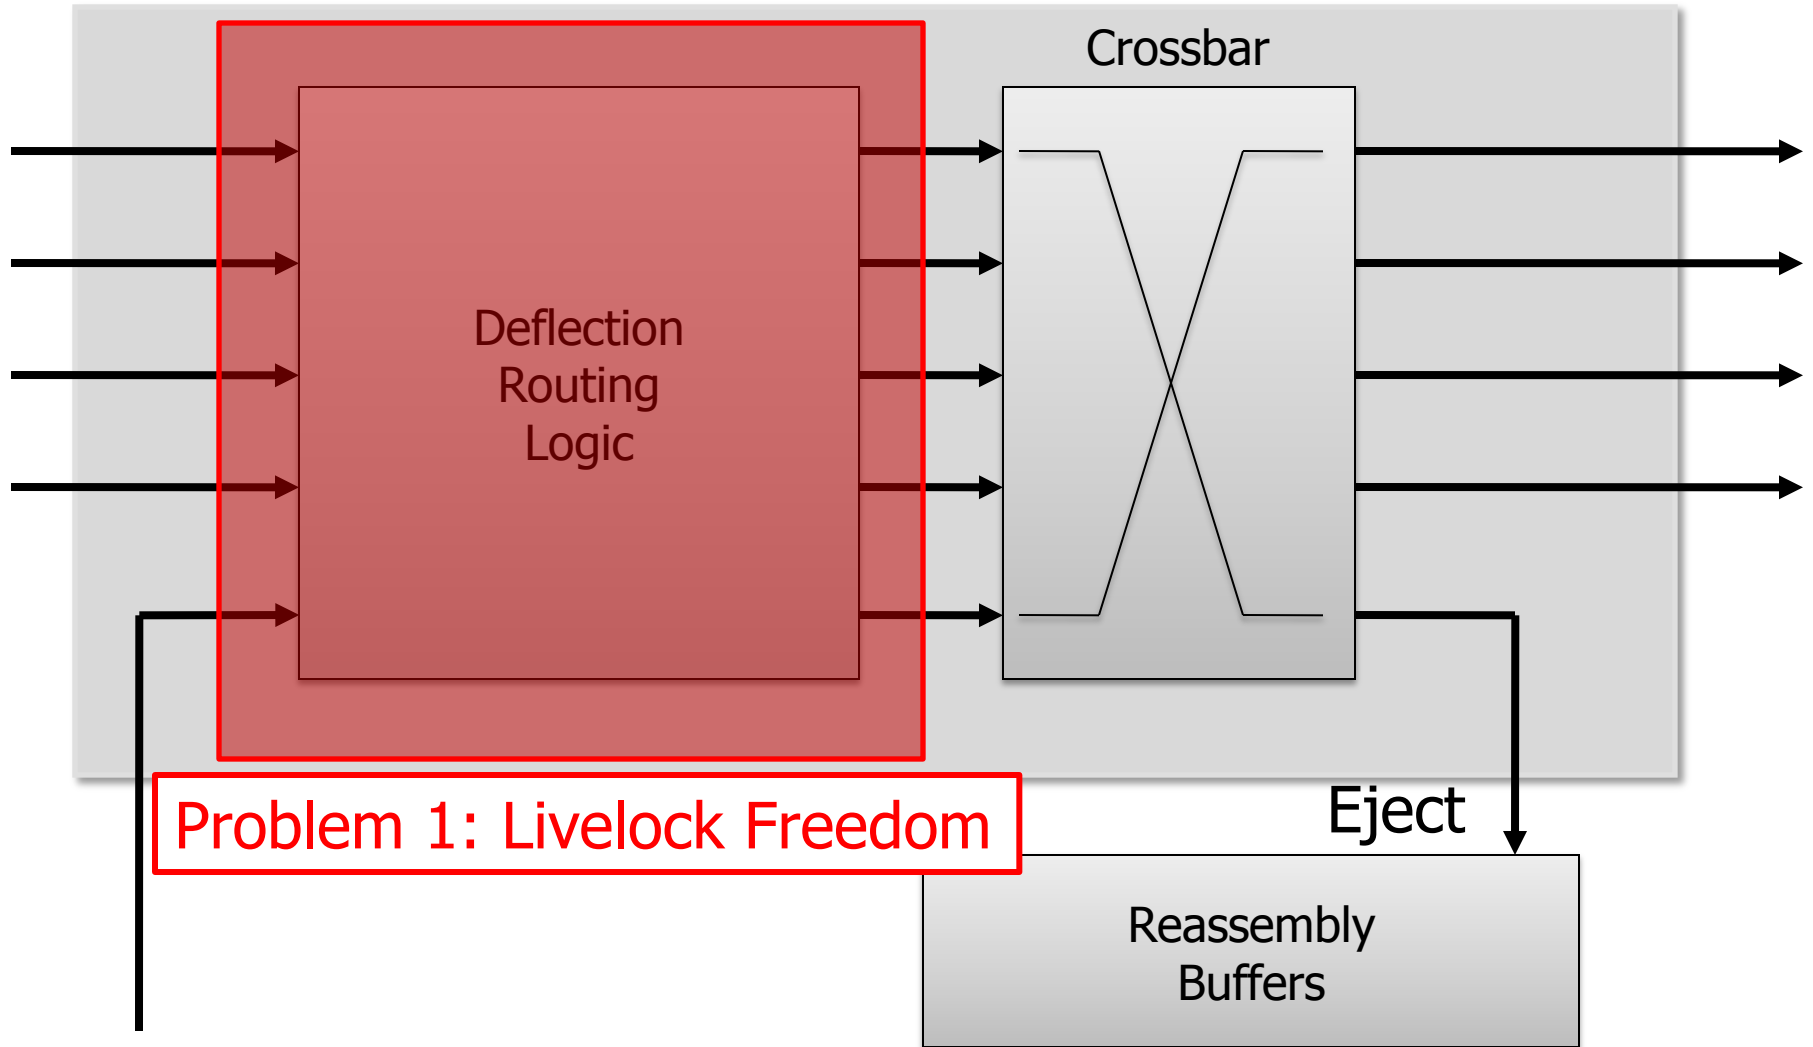 Crossbar
Deflection
Routing
Logic
Problem 1: Livelock Freedom
Eject
Reassembly
Buffers